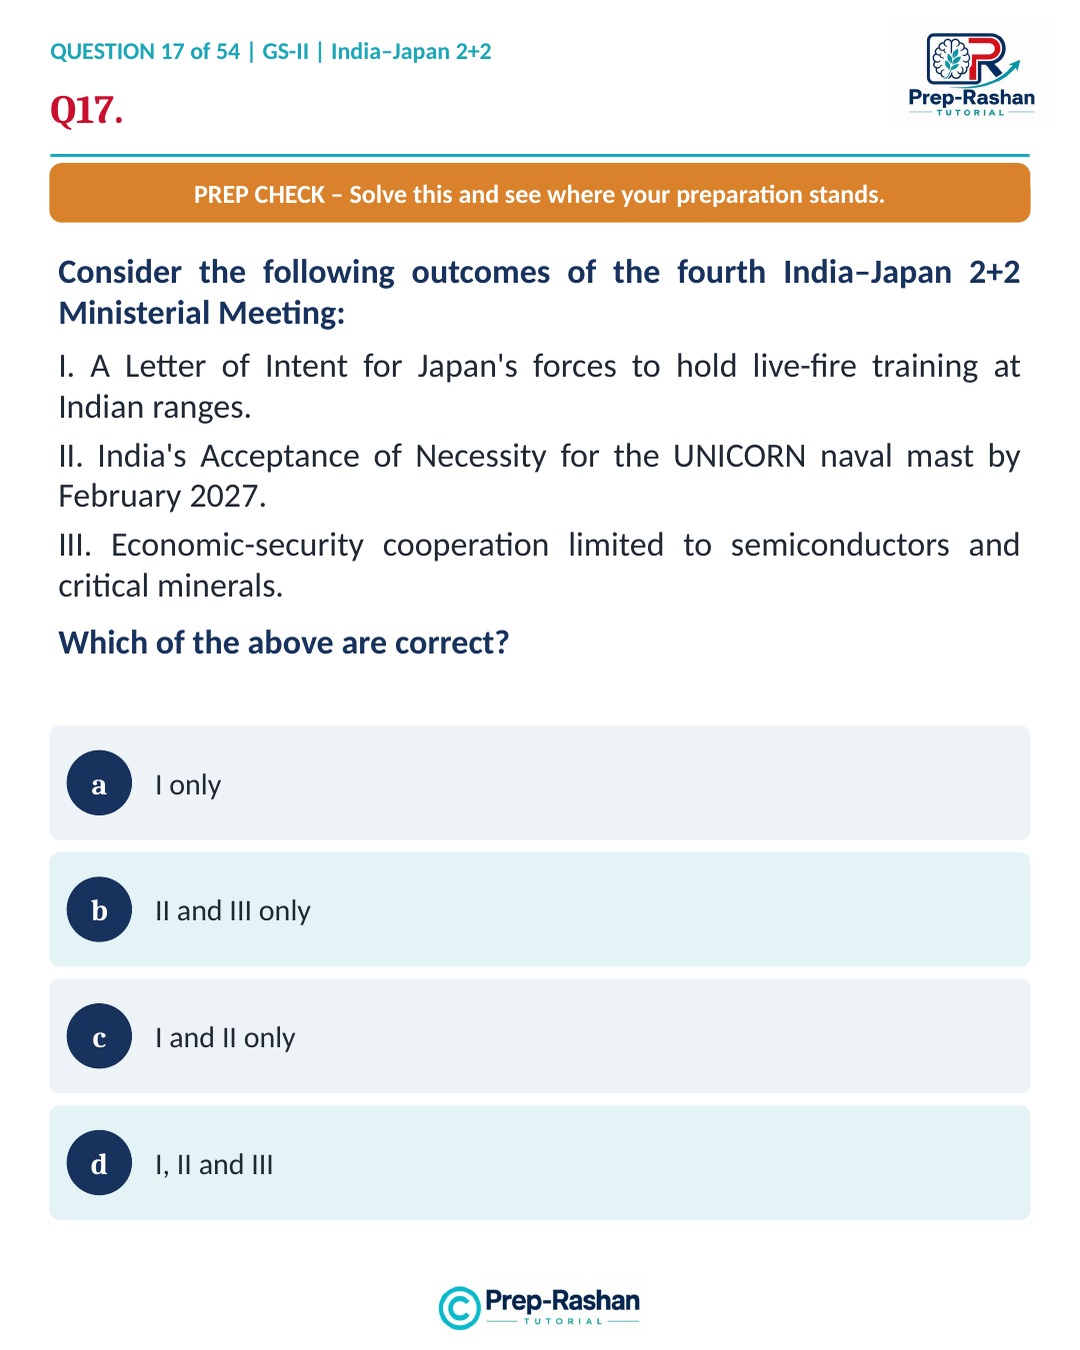 QUESTION 17 of 54 | GS-II | India–Japan 2+2
Q17.
Prep-Rashan
TUTORIAL
PREP CHECK – Solve this and see where your preparation stands.
Consider the following outcomes of the fourth India–Japan 2+2
Ministerial Meeting:
I. A Letter of Intent for Japan's forces to hold live-fire training at
Indian ranges.
II. India's Acceptance of Necessity for the UNICORN naval mast by
February 2027.
III. Economic-security cooperation limited to semiconductors and
critical minerals.
Which of the above are correct?
a I only
b II and III only
c I and II only
d I, II and III
© Prep-Rashan
TUTORIAL